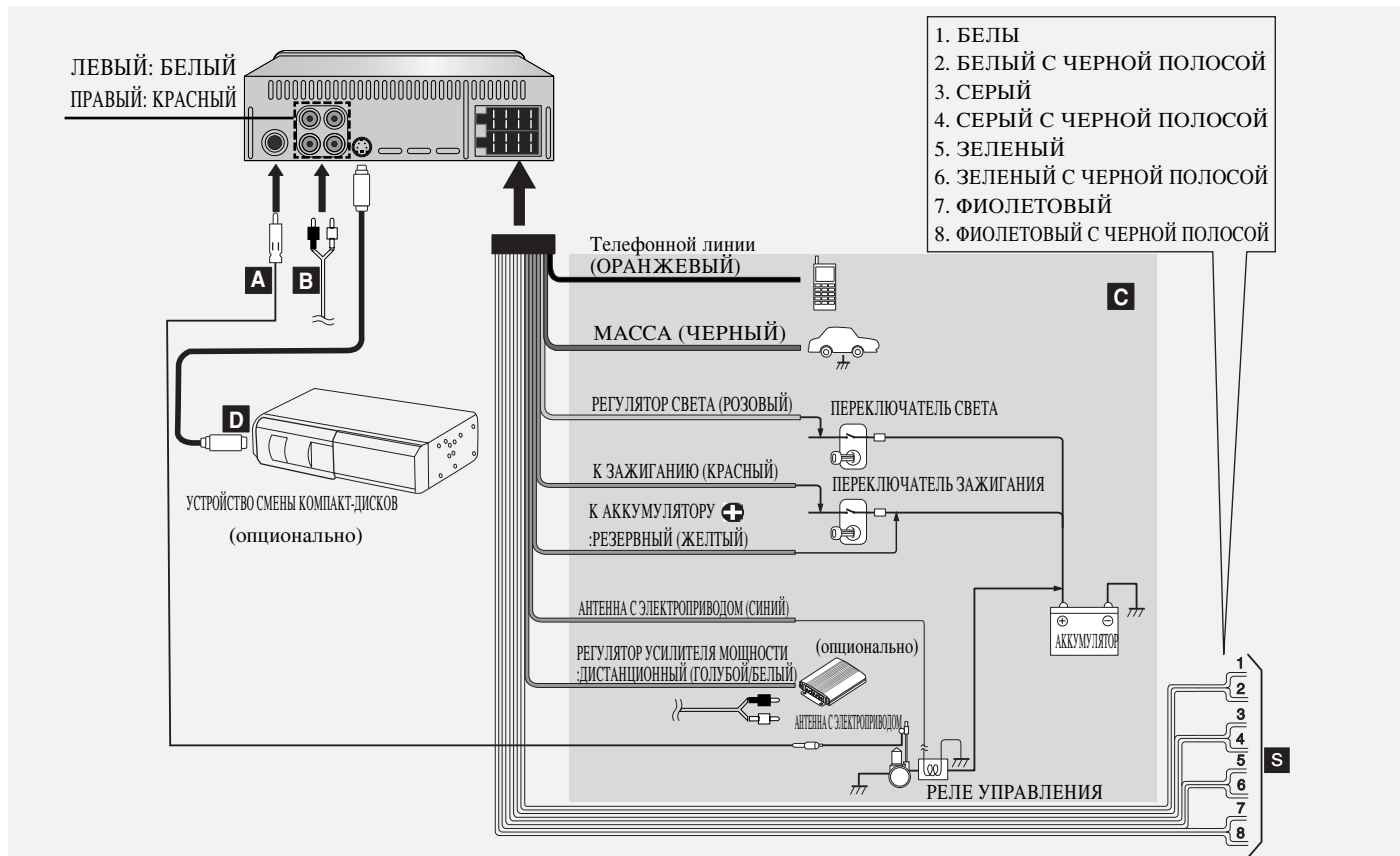 ЛЕВЫЙ: БЕЛЫЙ
ПРАВЫЙ: КРАСНЫЙ
1. БЕЛЫ
2. БЕЛЫЙ С ЧЕРНОЙ ПОЛОСОЙ
3. СЕРЫЙ
4. СЕРЫЙ С ЧЕРНОЙ ПОЛОСОЙ
5. ЗЕЛЕНЫЙ
6. ЗЕЛЕНЫЙ С ЧЕРНОЙ ПОЛОСОЙ
7. ФИОЛЕТОВЫЙ
8. ФИОЛЕТОВЫЙ С ЧЕРНОЙ ПОЛОСОЙ
A
B
Телефонной линии
(ОРАНЖЕВЫЙ)
C
МАССА (ЧЕРНЫЙ)
D
УСТРОЙСТВО СМЕНЫ КОМПАКТ-ДИСКОВ
(опционально)
РЕГУЛЯТОР СВЕТА (РОЗОВЫЙ)
ПЕРЕКЛЮЧАТЕЛЬ СВЕТА
К ЗАЖИГАНИЮ (КРАСНЫЙ)
ПЕРЕКЛЮЧАТЕЛЬ ЗАЖИГАНИЯ
К АККУМУЛЯТОРУ +
:РЕЗЕРВНЫЙ (ЖЕЛТЫЙ)
АНТЕННА С ЭЛЕКТРОПРИВОДОМ (СИНИЙ)
+ −
АККУМУЛЯТОР
РЕГУЛЯТОР УСИЛИТЕЛЯ МОЩНОСТИ
:ДИСТАНЦИОННЫЙ (ГОЛУБОЙ/БЕЛЫЙ)
(опционально)
АНТЕННА С ЭЛЕКТРОПРИВОДОМ
РЕЛЕ УПРАВЛЕНИЯ
1
2
3
4
5
6
7
8
S